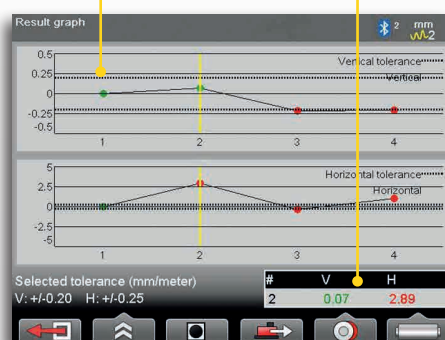 Result graph
2 mm
2
0.5
Vertical tolerance
0.25
Vertical
0
-0.25
-0.5
1 2 3 4
5
Horizontal tolerance
2.5
Horizontal
0
-2.5
-5
1 2 3 4
Selected tolerance (mm/meter)
V: +/-0.20 H: +/-0.25
# V H
2 0.07 2.89